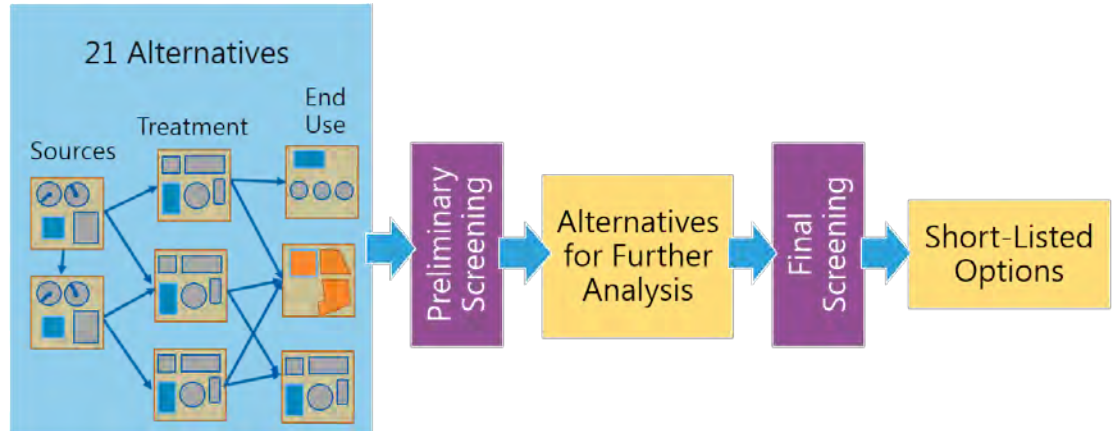 21 Alternatives
End
Use
Treatment
Sources
Preliminary
Screening
Alternatives
for Further
Analysis
Final
Screening
Short-Listed
Options